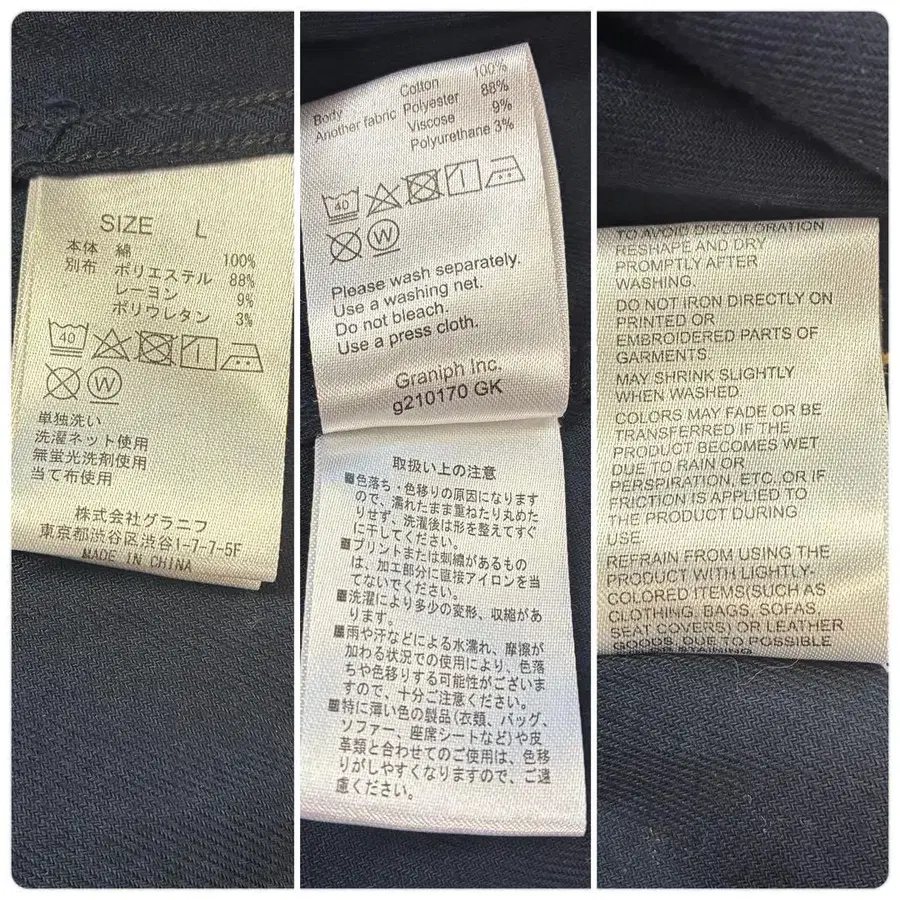 SIZE L
本体 綿 100%
別布 ポリエステル 88%
レーヨン 9%
ポリウレタン 3%
40
W
単独洗い
洗濯ネット使用
無蛍光洗剤使用
当て布使用
株式会社グラニフ
東京都渋谷区渋谷1-7-7-5F
MADE IN CHINA
Body Cotton 100%
Another fabric Polyester 88%
Viscose 9%
Polyurethane 3%
40
W
Please wash separately.
Use a washing net.
Do not bleach.
Use a press cloth.
Graniph Inc.
g210170 GK
取扱い上の注意
■色落ち・色移りの原因になります
ので、濡れたまま重ねたり丸めた
りせず、洗濯後は形を整えてすぐ
に干してください。
■プリントまたは刺繍があるもの
は、加工部分に直接アイロンを当
てないでください。
■洗濯により多少の変形、収縮があ
ります。
■雨や汗などによる水濡れ、摩擦が
加わる状況での使用により、色落
ちや色移りする可能性がございま
すので、十分ご注意ください。
■特に薄い色の製品(衣類、バッグ、
ソファー、座席シートなど)や皮
革類と合わせてのご使用は、色移
りがしやすくなりますので、ご遠
慮ください。
TO AVOID DISCOLORATION
RESHAPE AND DRY
PROMPTLY AFTER
WASHING.
DO NOT IRON DIRECTLY ON
PRINTED OR
EMBROIDERED PARTS OF
GARMENTS.
MAY SHRINK SLIGHTLY
WHEN WASHED.
COLORS MAY FADE OR BE
TRANSFERRED IF THE
PRODUCT BECOMES WET
DUE TO RAIN OR
PERSPIRATION, ETC.,OR IF
FRICTION IS APPLIED TO
THE PRODUCT DURING
USE.
REFRAIN FROM USING THE
PRODUCT WITH LIGHTLY-
COLORED ITEMS(SUCH AS
CLOTHING, BAGS, SOFAS,
SEAT COVERS) OR LEATHER
GOODS, DUE TO POSSIBLE